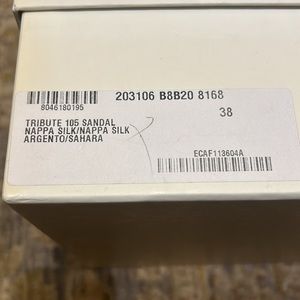 203106 B8B20 8168
8046180195
38
TRIBUTE 105 SANDAL
NAPPA SILK/NAPPA SILK
ARGENTO/SAHARA
ECAF113604A